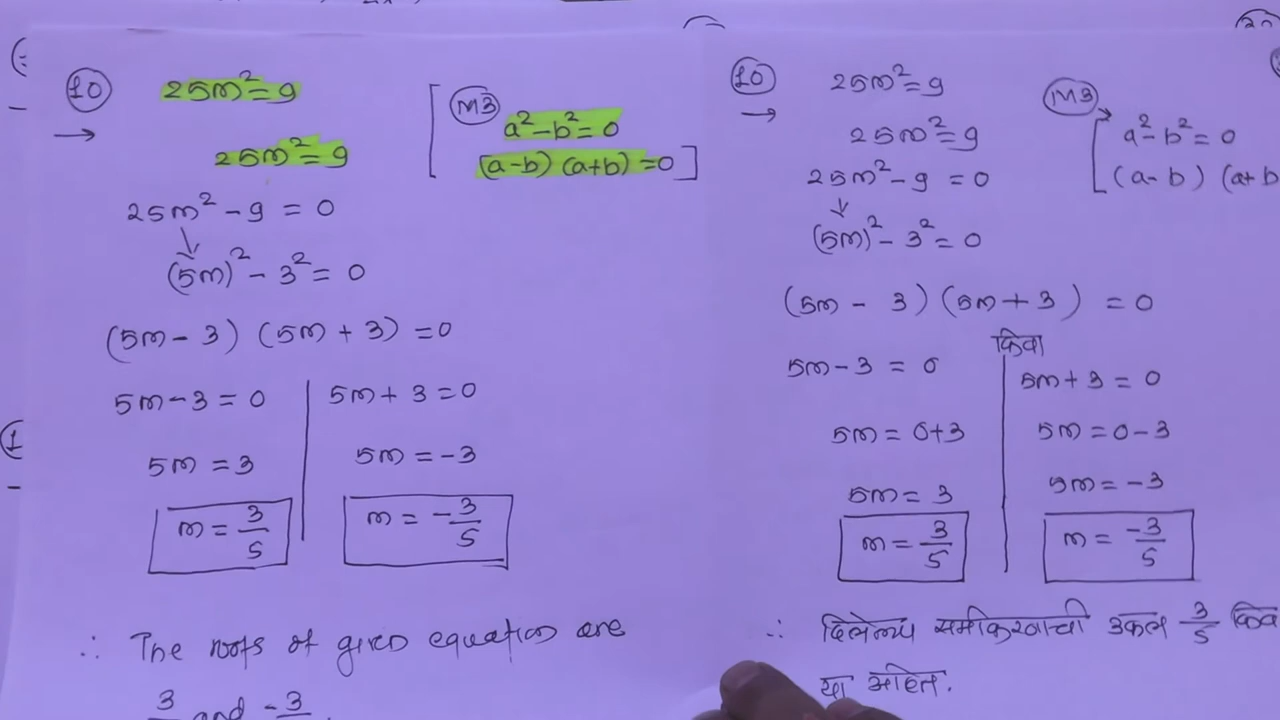 10 25m²=9
→ 25m²=9
25m²-9=0
(5m)²-3²=0
(5m-3) (5m+3)=0
5m-3=0 | 5m+3=0
5m=3 | 5m=-3
m=3/5 | m=-3/5
∴ The roots of given equation are
3 and -3
[ M3
a²-b²=0
(a-b) (a+b)=0 ]
10 25m²=9
→ 25m²=9
25m²-9=0
(5m)²-3²=0
(5m-3)(5m+3)=0
किंवा
5m-3=0 | 5m+3=0
5m=0+3 | 5m=0-3
5m=3 | 5m=-3
m=3/5 | m=-3/5
∴ समीकरणाची उकल 3/5
या आहेत.
M3
[ a²-b²=0
(a-b) (a+b
1